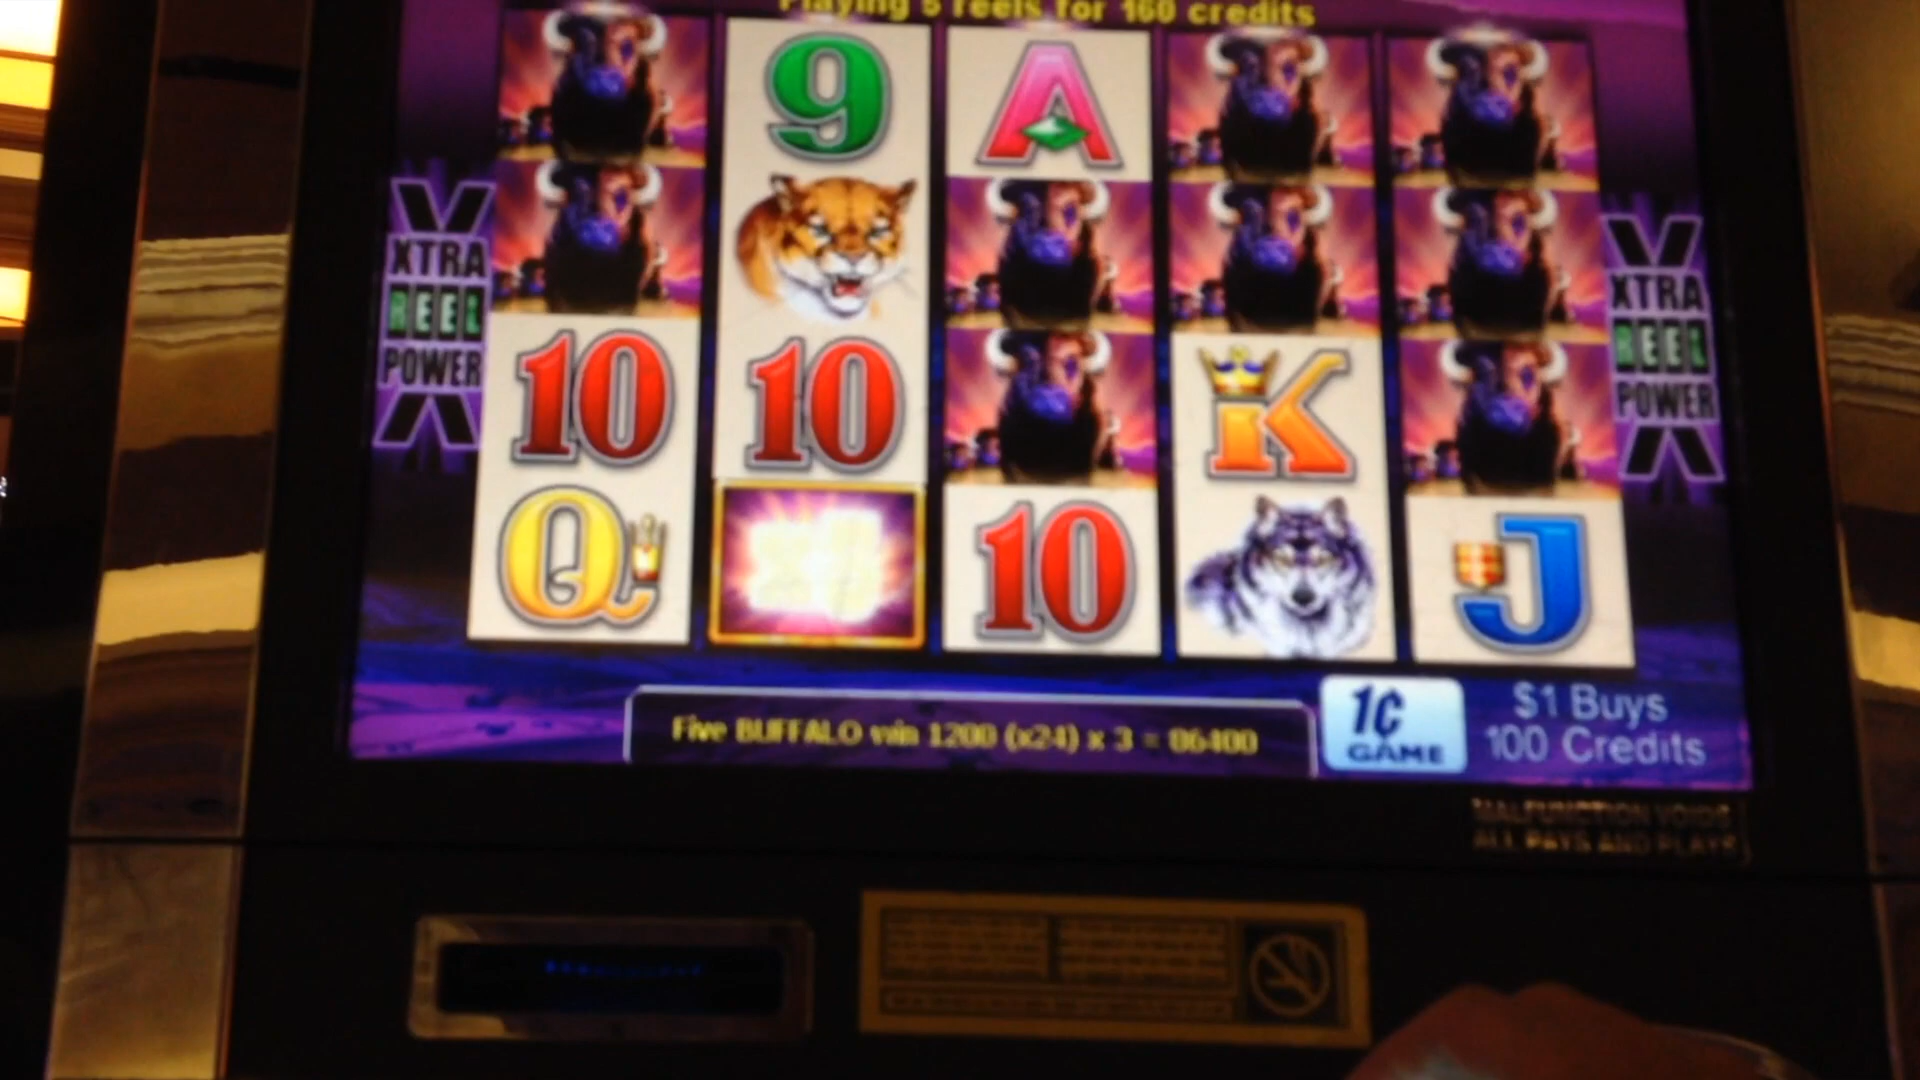 Playing 5 reels for 160 credits
9
A
XTRA
REEL
POWER
XTRA
REEL
POWER
10
10
K
Q
10
J
Five BUFFALO win 1200 (x24) x 3 = 86400
1¢
GAME
$1 Buys
100 Credits
MALFUNCTION VOIDS
ALL PAYS AND PLAYS